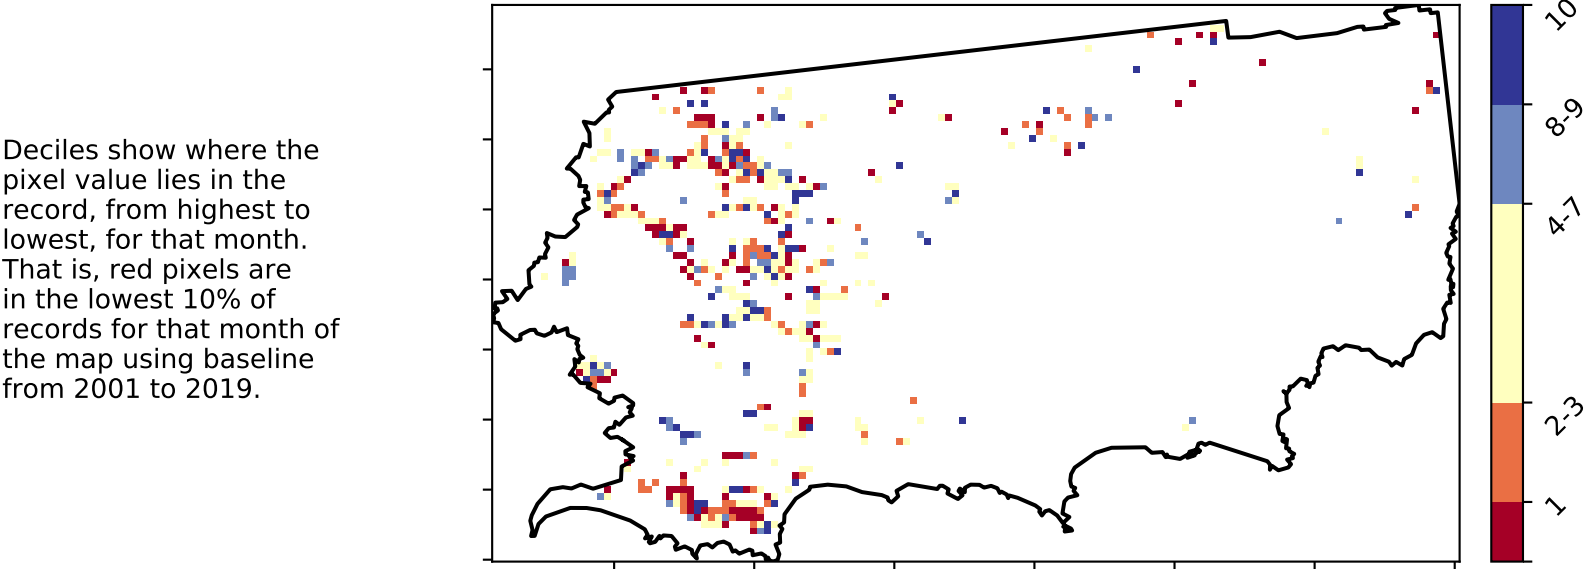 Deciles show where the
pixel value lies in the
record, from highest to
lowest, for that month.
That is, red pixels are
in the lowest 10% of
records for that month of
the map using baseline
from 2001 to 2019.
10
8-9
4-7
2-3
1